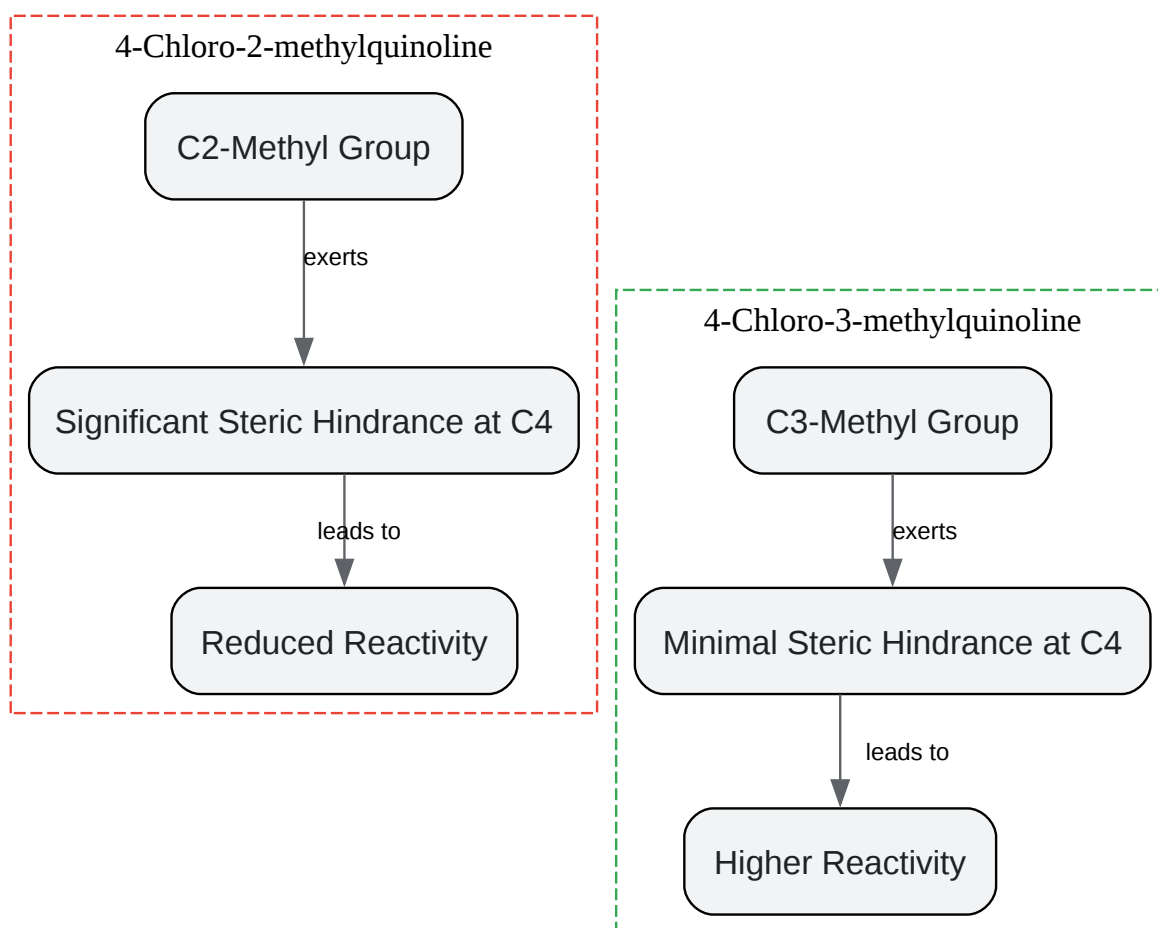 4-Chloro-2-methylquinoline
C2-Methyl Group
exerts
Significant Steric Hindrance at C4
leads to
Reduced Reactivity
4-Chloro-3-methylquinoline
C3-Methyl Group
exerts
Minimal Steric Hindrance at C4
leads to
Higher Reactivity